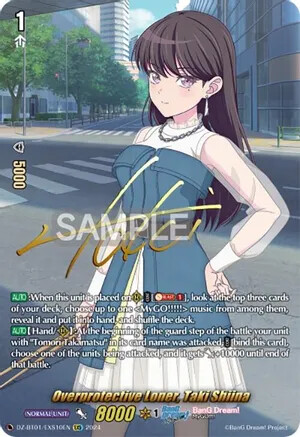 1
5000
SAMPLE
AUTO :When this unit is placed on (R) 1, look at the top three cards
of your deck, choose up to one <MyGO!!!!!> music from among them,
reveal it and put it into hand, and shuffle the deck.
AUTO [Hand/(R)]:At the beginning of the guard step of the battle your unit
with "Tomori Takamatsu" in its card name was attacked, [bind this card],
choose one of the units being attacked, and it gets +10000 until end of
that battle.
Overprotective Loner, Taki Shiina
NORMAL UNIT 8000 1 BanG Dream!
DZ-BT01-EXS10EN 2024 ©BanG Dream! Project